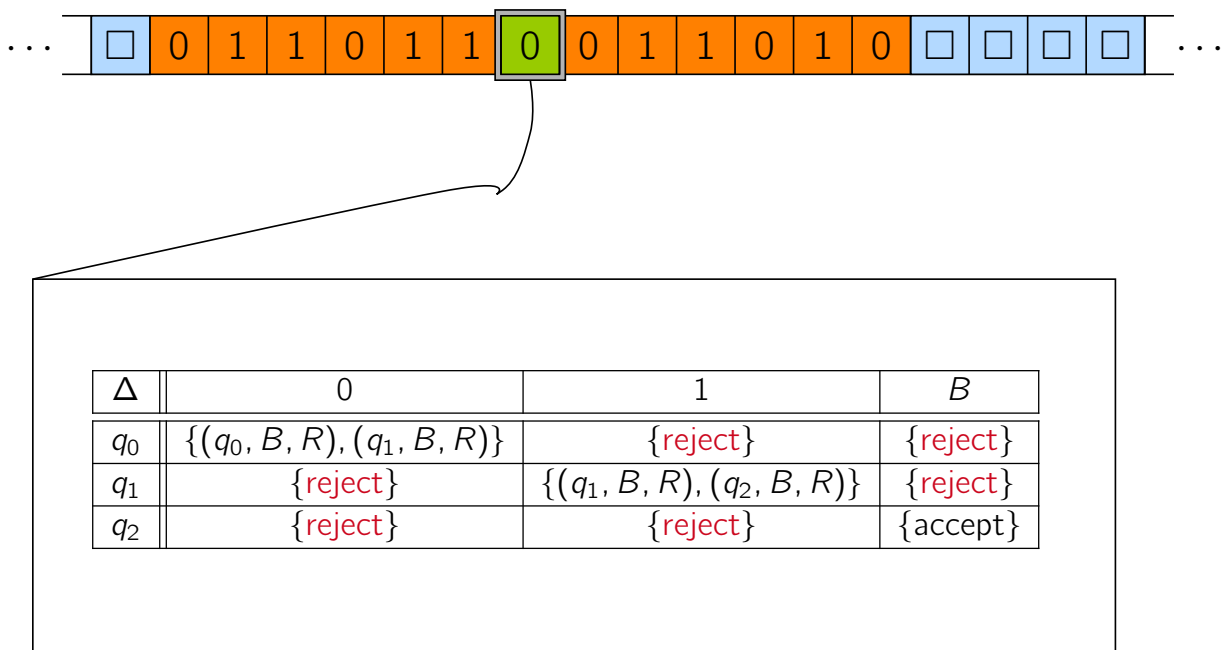 ··· □ 0 1 1 0 1 1 0 0 1 1 0 1 0 □ □ □ □ ···
Δ 0 1 B
q₀ {(q₀, B, R), (q₁, B, R)} {reject} {reject}
q₁ {reject} {(q₁, B, R), (q₂, B, R)} {reject}
q₂ {reject} {reject} {accept}